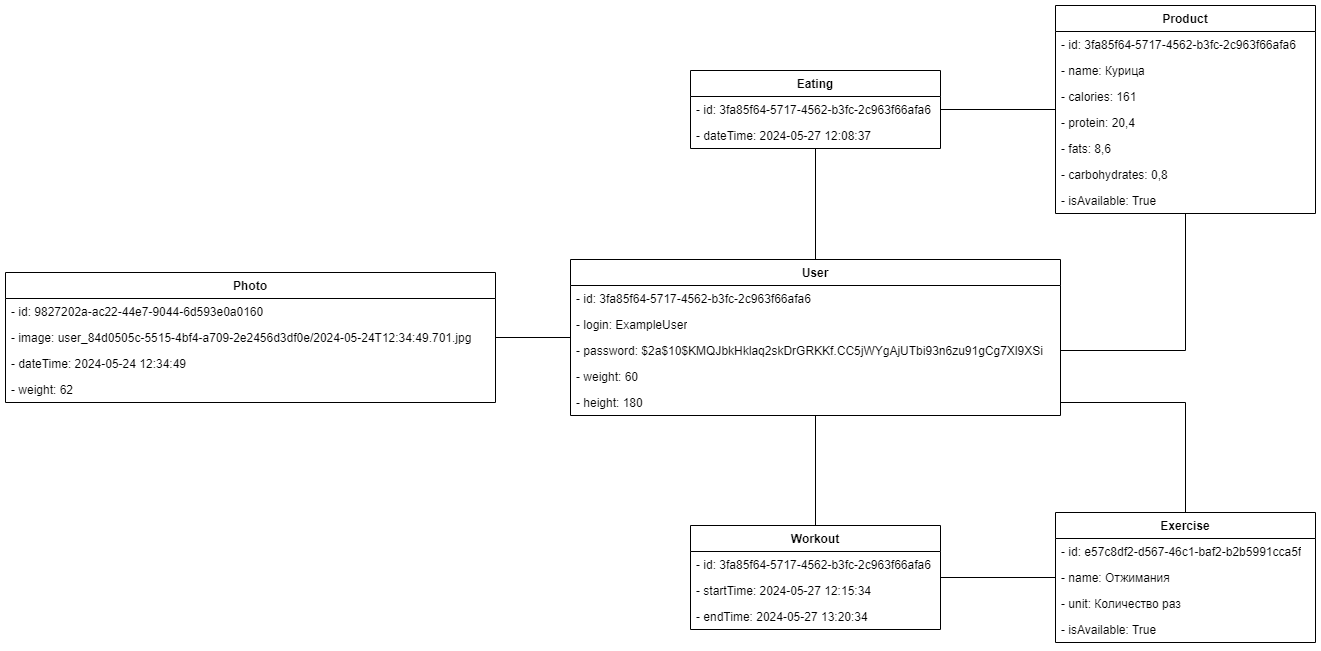 Product
- id: 3fa85f64-5717-4562-b3fc-2c963f66afa6
- name: Курица
- calories: 161
- protein: 20,4
- fats: 8,6
- carbohydrates: 0,8
- isAvailable: True
Eating
- id: 3fa85f64-5717-4562-b3fc-2c963f66afa6
- dateTime: 2024-05-27 12:08:37
User
- id: 3fa85f64-5717-4562-b3fc-2c963f66afa6
- login: ExampleUser
- password: $2a$10$KMQJbkHklaq2skDrGRKKf.CC5jWYgAjUTbi93n6zu91gCg7Xl9XSi
- weight: 60
- height: 180
Photo
- id: 9827202a-ac22-44e7-9044-6d593e0a0160
- image: user_84d0505c-5515-4bf4-a709-2e2456d3df0e/2024-05-24T12:34:49.701.jpg
- dateTime: 2024-05-24 12:34:49
- weight: 62
Workout
- id: 3fa85f64-5717-4562-b3fc-2c963f66afa6
- startTime: 2024-05-27 12:15:34
- endTime: 2024-05-27 13:20:34
Exercise
- id: e57c8df2-d567-46c1-baf2-b2b5991cca5f
- name: Отжимания
- unit: Количество раз
- isAvailable: True